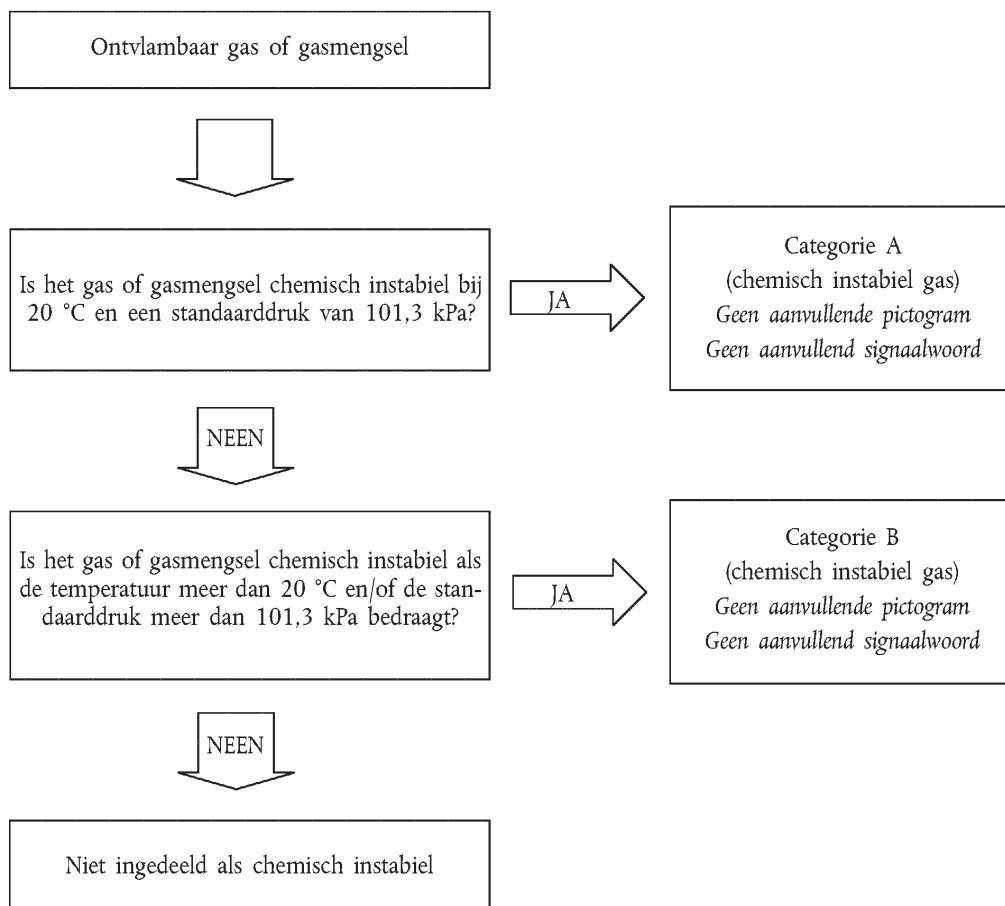 Ontvlambaar gas of gasmengsel
Is het gas of gasmengsel chemisch instabiel bij
20 °C en een standaarddruk van 101,3 kPa?
JA
Categorie A
(chemisch instabiel gas)
Geen aanvullende pictogram
Geen aanvullend signaalwoord
NEEN
Is het gas of gasmengsel chemisch instabiel als
de temperatuur meer dan 20 °C en/of de stan-
daarddruk meer dan 101,3 kPa bedraagt?
JA
Categorie B
(chemisch instabiel gas)
Geen aanvullende pictogram
Geen aanvullend signaalwoord
NEEN
Niet ingedeeld als chemisch instabiel